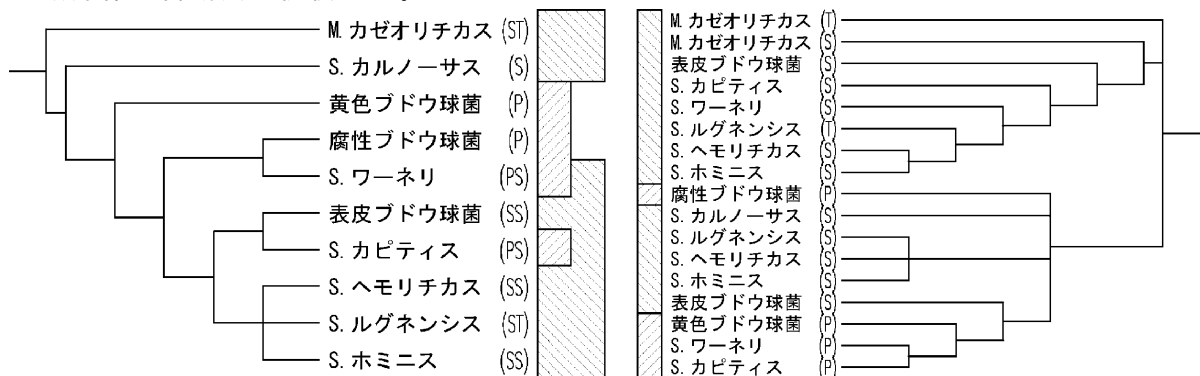 M. カゼオリチカス (ST)
S. カルノーサス (S)
黄色ブドウ球菌 (P)
腐性ブドウ球菌 (P)
S. ワーネリ (PS)
表皮ブドウ球菌 (SS)
S. カピティス (PS)
S. ヘモリチカス (SS)
S. ルグネンシス (ST)
S. ホミニス (SS)
M. カゼオリチカス (T)
M. カゼオリチカス (S)
表皮ブドウ球菌 (S)
S. カピティス (S)
S. ワーネリ (S)
S. ルグネンシス (T)
S. ヘモリチカス (S)
S. ホミニス (S)
腐性ブドウ球菌 (P)
S. カルノーサス (S)
S. ルグネンシス (S)
S. ヘモリチカス (S)
S. ホミニス (S)
表皮ブドウ球菌 (S)
黄色ブドウ球菌 (P)
S. ワーネリ (P)
S. カピティス (P)